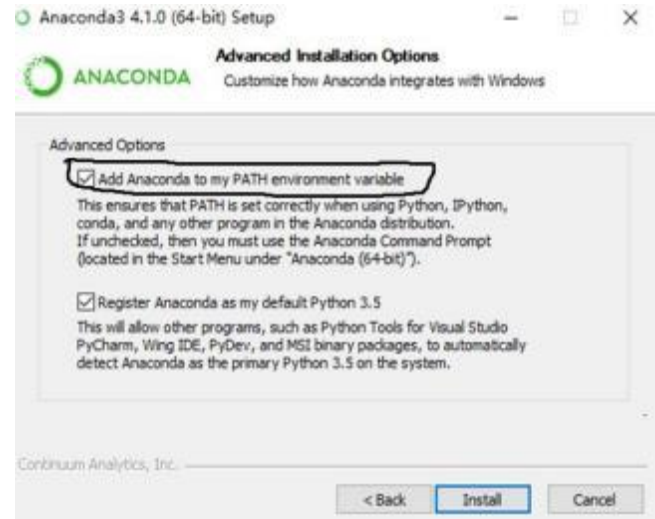 Anaconda3 4.1.0 (64-bit) Setup
Advanced Installation Options
ANACONDA
Customize how Anaconda integrates with Windows
Advanced Options
Add Anaconda to my PATH environment variable
This ensures that PATH is set correctly when using Python, IPython,
conda, and any other program in the Anaconda distribution.
If unchecked, then you must use the Anaconda Command Prompt
(located in the Start Menu under "Anaconda (64-bit)").
Register Anaconda as my default Python 3.5
This will allow other programs, such as Python Tools for Visual Studio
PyCharm, Wing IDE, PyDev, and MSI binary packages, to automatically
detect Anaconda as the primary Python 3.5 on the system.
Continuum Analytics, Inc.
< Back
Install
Cancel